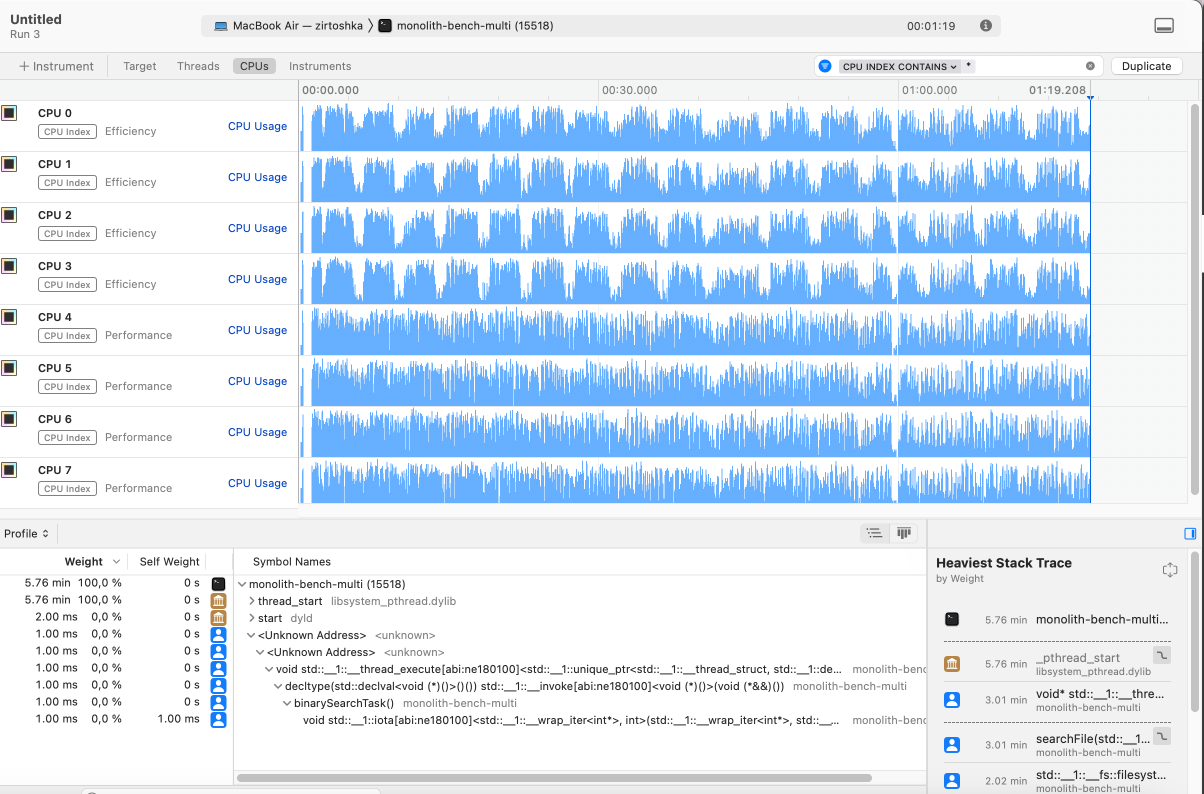 Untitled
Run 3
MacBook Air — zirtoshka
monolith-bench-multi (15518)
00:01:19
+ Instrument
Target
Threads
CPUs
Instruments
CPU INDEX CONTAINS
*
Duplicate
00:00.000
00:30.000
01:00.000
01:19.208
CPU 0
CPU Index Efficiency
CPU Usage
CPU 1
CPU Index Efficiency
CPU Usage
CPU 2
CPU Index Efficiency
CPU Usage
CPU 3
CPU Index Efficiency
CPU Usage
CPU 4
CPU Index Performance
CPU Usage
CPU 5
CPU Index Performance
CPU Usage
CPU 6
CPU Index Performance
CPU Usage
CPU 7
CPU Index Performance
CPU Usage
Profile
Weight Self Weight Symbol Names
5.76 min 100,0 % 0 s monolith-bench-multi (15518)
5.76 min 100,0 % 0 s thread_start libsystem_pthread.dylib
2.00 ms 0,0 % 0 s start dyld
1.00 ms 0,0 % 0 s <Unknown Address> <unknown>
1.00 ms 0,0 % 0 s <Unknown Address> <unknown>
1.00 ms 0,0 % 0 s void std::__1::__thread_execute[abi:ne180100]<std::__1::unique_ptr<std::__1::__thread_struct, std::__1::de... monolith-benc
1.00 ms 0,0 % 0 s decltype(std::declval<void (*)()>()()) std::__1::__invoke[abi:ne180100]<void (*)()>(void (*&&)()) monolith-bench-multi
1.00 ms 0,0 % 0 s binarySearchTask() monolith-bench-multi
1.00 ms 0,0 % 1.00 ms void std::__1::iota[abi:ne180100]<std::__1::__wrap_iter<int*>, int>(std::__1::__wrap_iter<int*>, std::__... monolith-benc
Heaviest Stack Trace
by Weight
5.76 min monolith-bench-multi...
5.76 min _pthread_start
libsystem_pthread.dylib
3.01 min void* std::__1::__thre...
monolith-bench-multi
3.01 min searchFile(std::__1...
monolith-bench-multi
2.02 min std::__1::__fs::filesyst...
monolith-bench-multi